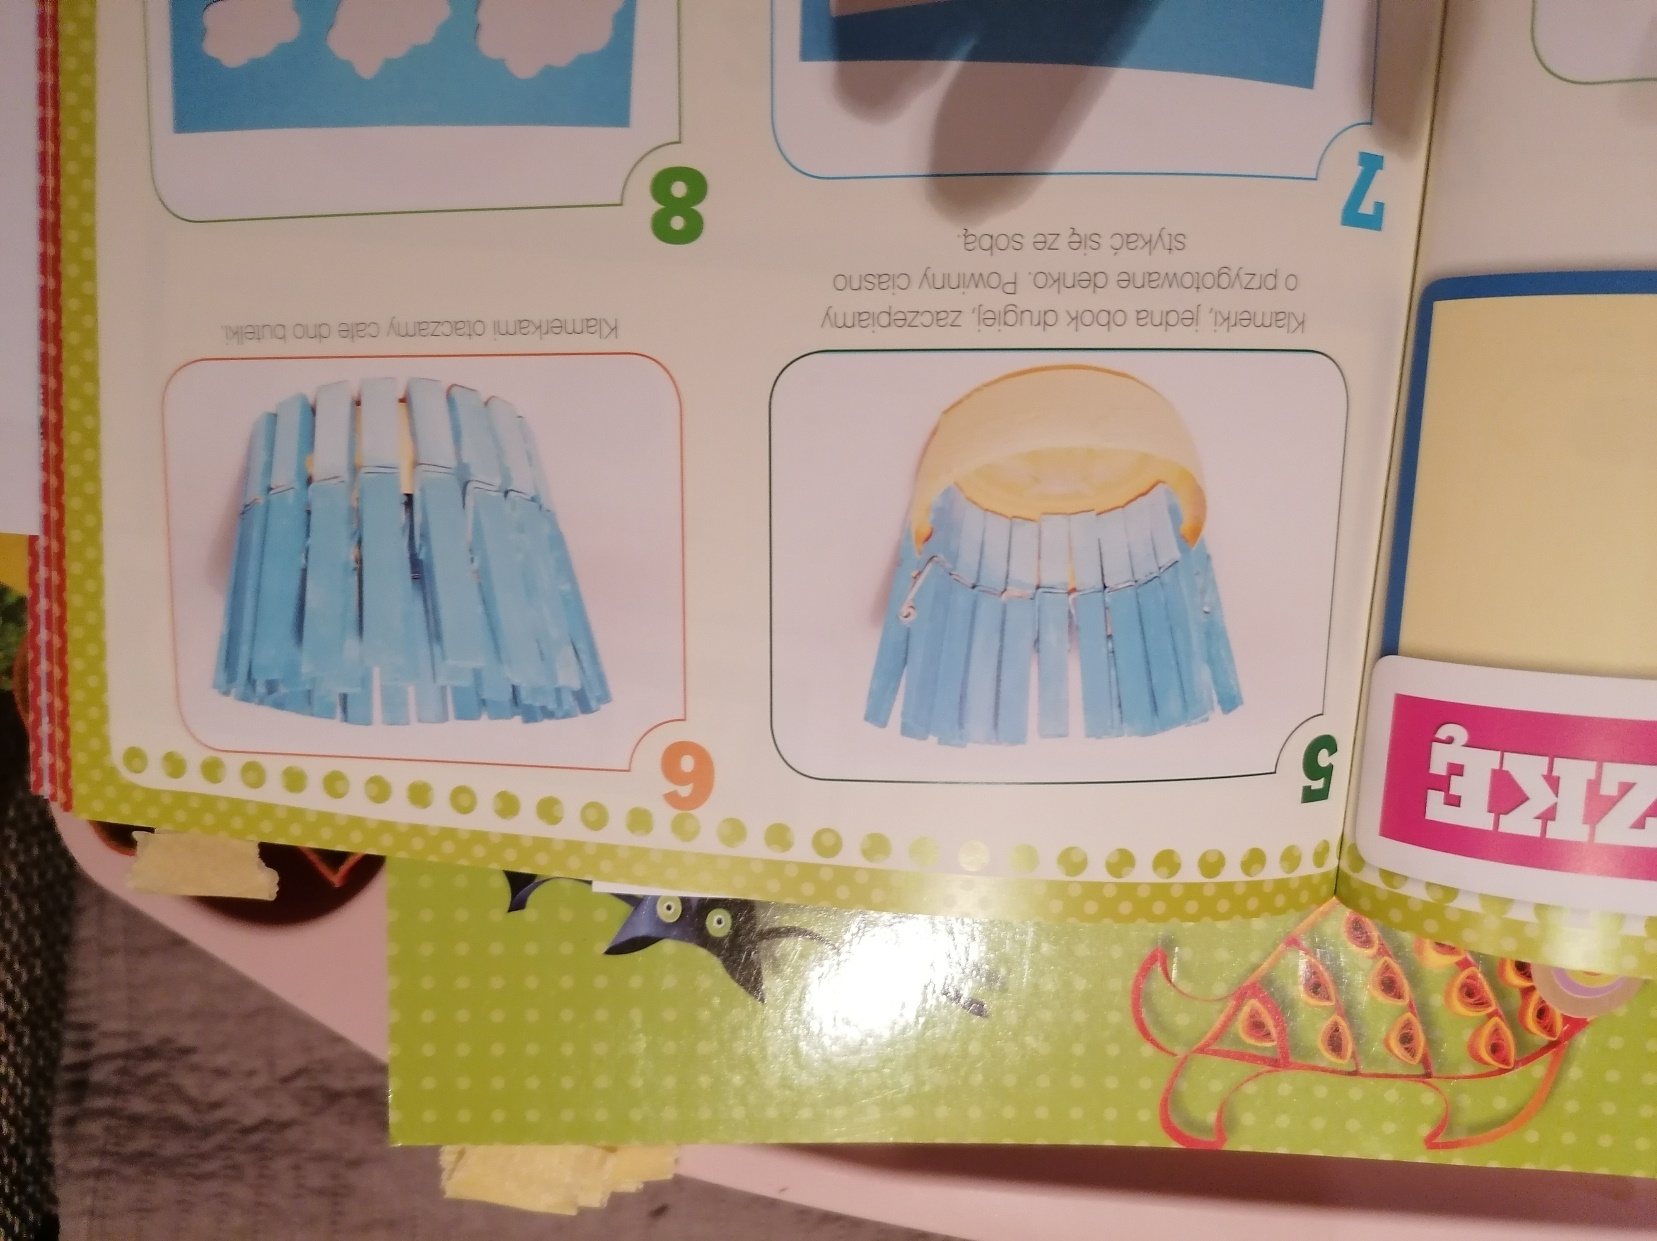 5
Klamerki, jedna obok drugiej, zaczepiamy
o przygotowane denko. Powinny ciasno
stykać się ze sobą.
6
Klamerkami otaczamy całe dno butelki.
7
8